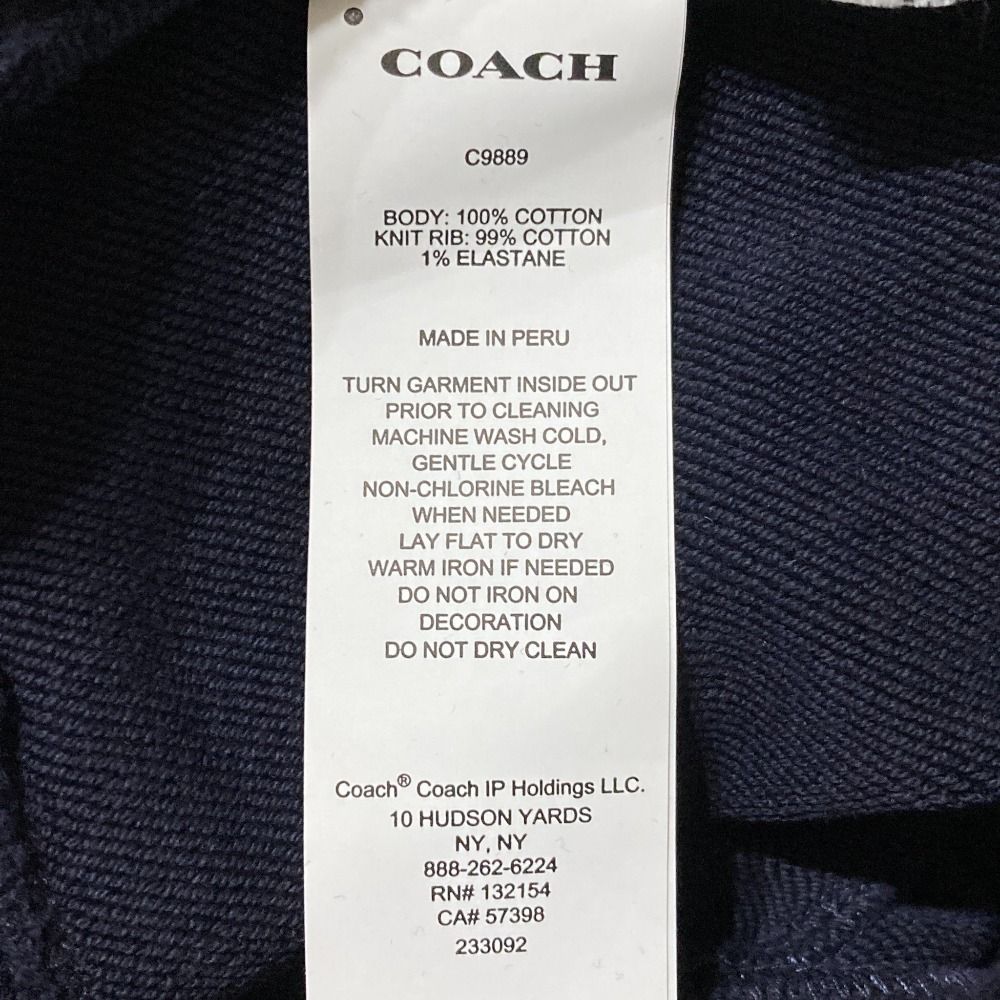 COACH
C9889
BODY: 100% COTTON
KNIT RIB: 99% COTTON
1% ELASTANE
MADE IN PERU
TURN GARMENT INSIDE OUT
PRIOR TO CLEANING
MACHINE WASH COLD,
GENTLE CYCLE
NON-CHLORINE BLEACH
WHEN NEEDED
LAY FLAT TO DRY
WARM IRON IF NEEDED
DO NOT IRON ON
DECORATION
DO NOT DRY CLEAN
Coach® Coach IP Holdings LLC.
10 HUDSON YARDS
NY, NY
888-262-6224
RN# 132154
CA# 57398
233092